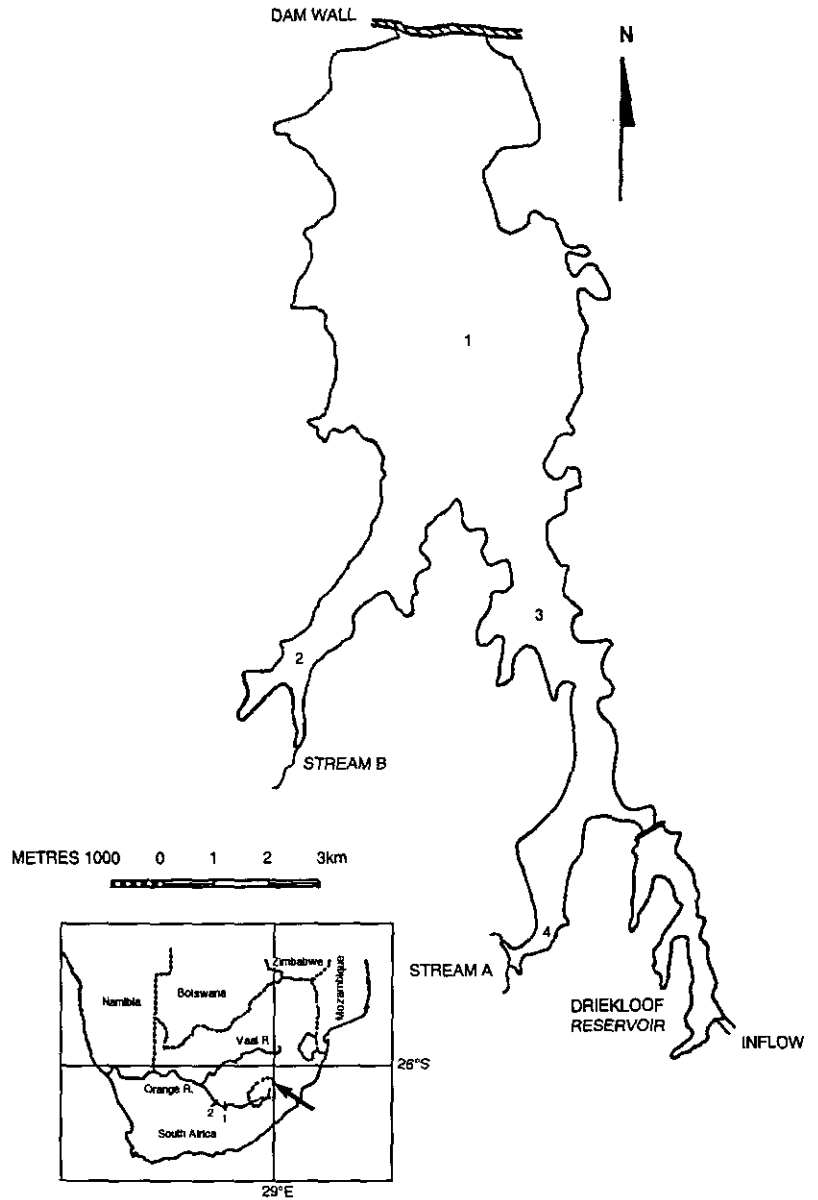 DAM WALL
N
1
3
2
STREAM B
METRES 1000 0 1 2 3km
4
STREAM A
DRIEKLOOF
RESERVOIR
INFLOW
Zimbabwe
Mozambique
Namibia
Botswana
Vaal R
26°S
Orange R.
2
1
South Africa
29°E